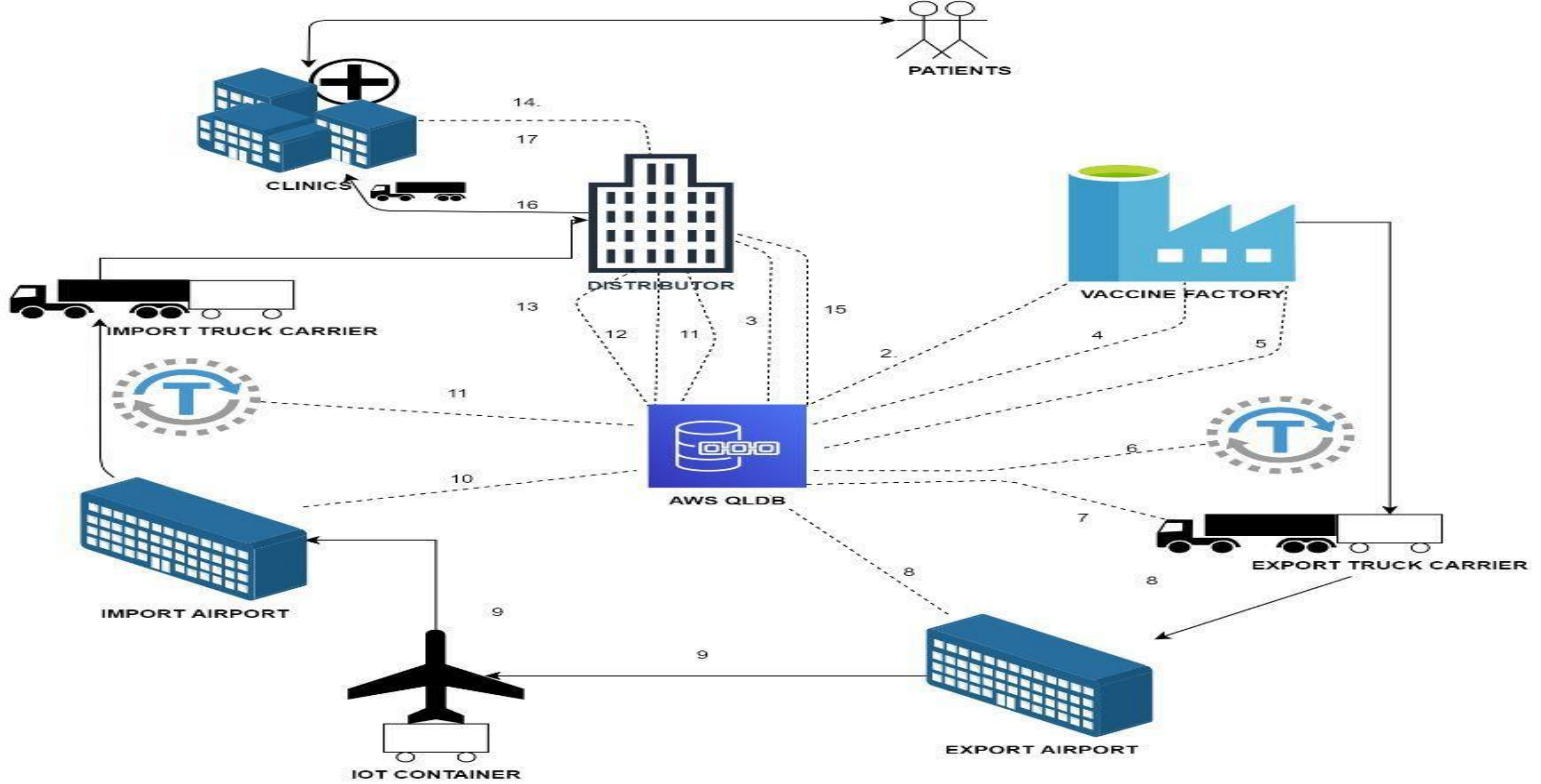 PATIENTS
14.
17
CLINICS
16
DISTRIBUTOR
VACCINE FACTORY
13
12
11
3
15
2.
4
5
IMPORT TRUCK CARRIER
T
11
T
6
AWS QLDB
10
7
EXPORT TRUCK CARRIER
8
8
IMPORT AIRPORT
9
9
EXPORT AIRPORT
IOT CONTAINER